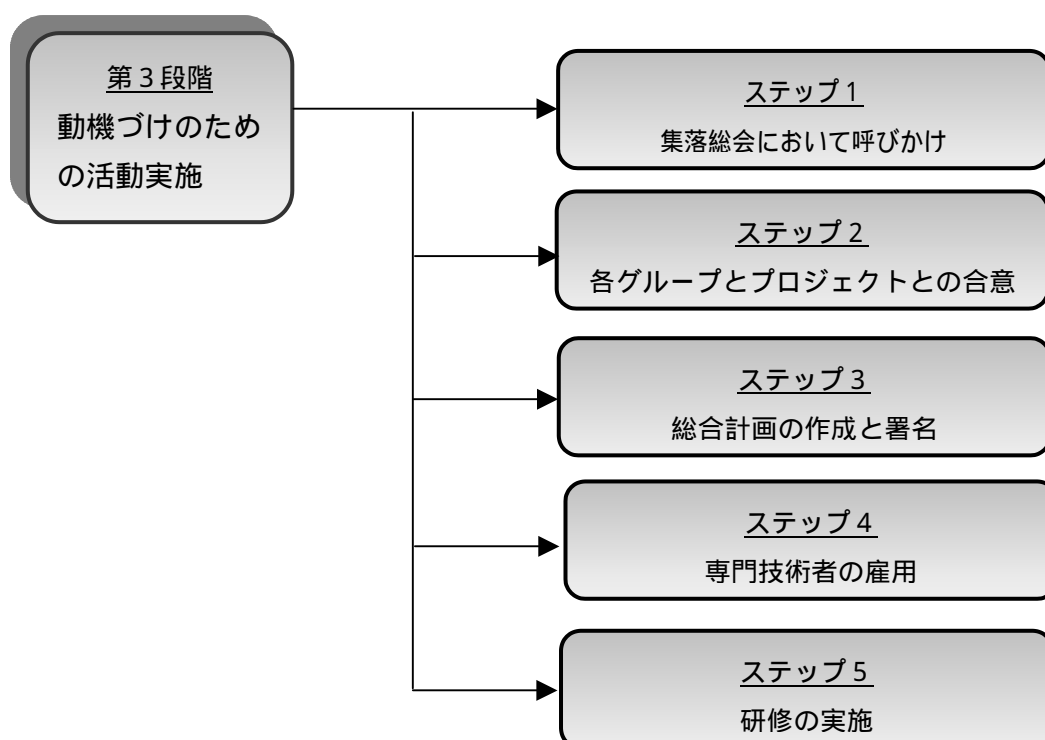 第３段階
動機づけのため
の活動実施
ステップ１
集落総会において呼びかけ
ステップ２
各グループとプロジェクトとの合意
ステップ３
総合計画の作成と署名
ステップ４
専門技術者の雇用
ステップ５
研修の実施